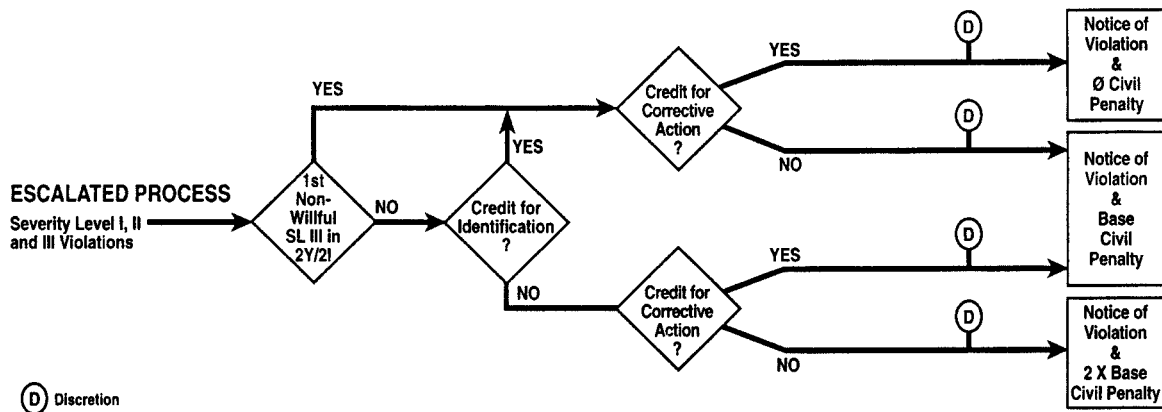 ESCALATED PROCESS
Severity Level I, II
and III Violations
1st
Non-
Willful
SL III in
2Y/2I
YES
NO
Credit for
Identification
?
YES
NO
Credit for
Corrective
Action
?
YES
D
NO
D
Notice of
Violation
&
Ø Civil
Penalty
Notice of
Violation
&
Base
Civil
Penalty
Credit for
Corrective
Action
?
YES
D
NO
D
Notice of
Violation
&
2 X Base
Civil Penalty
D Discretion